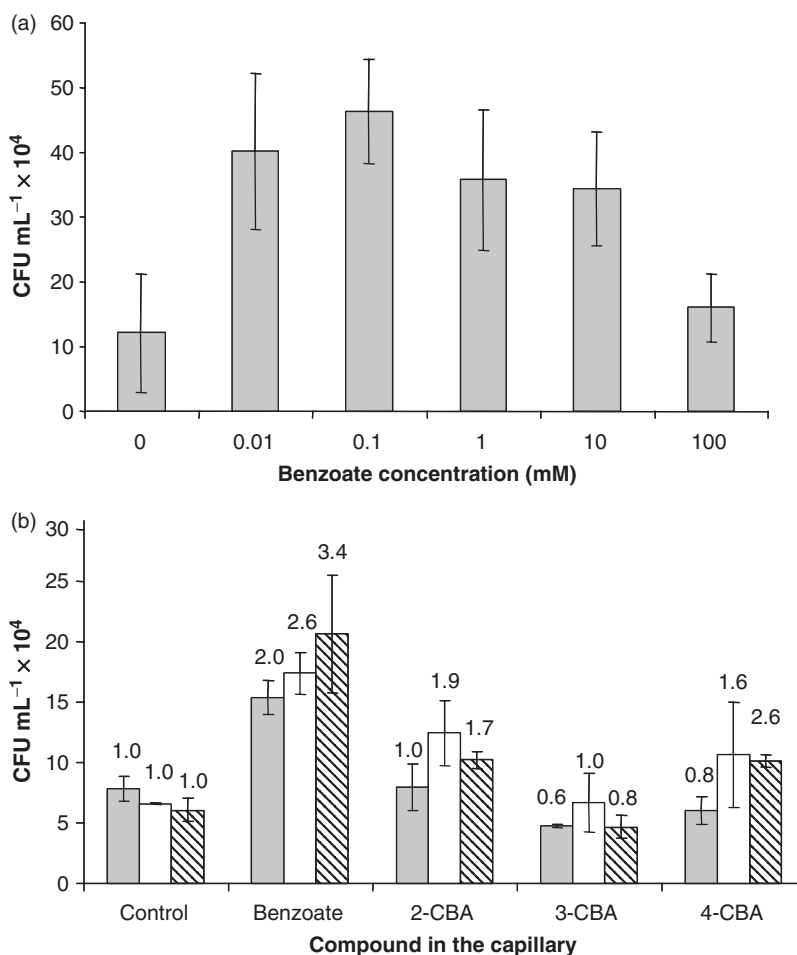 (a)
60
50
40
30
20
10
0
CFU mL⁻¹ × 10⁴
0 0.01 0.1 1 10 100
Benzoate concentration (mM)
(b)
30
25
20
15
10
5
0
CFU mL⁻¹ × 10⁴
1.0 1.0 1.0
2.0 2.6 3.4
1.0 1.9 1.7
0.6 1.0 0.8
0.8 1.6 2.6
Control Benzoate 2-CBA 3-CBA 4-CBA
Compound in the capillary